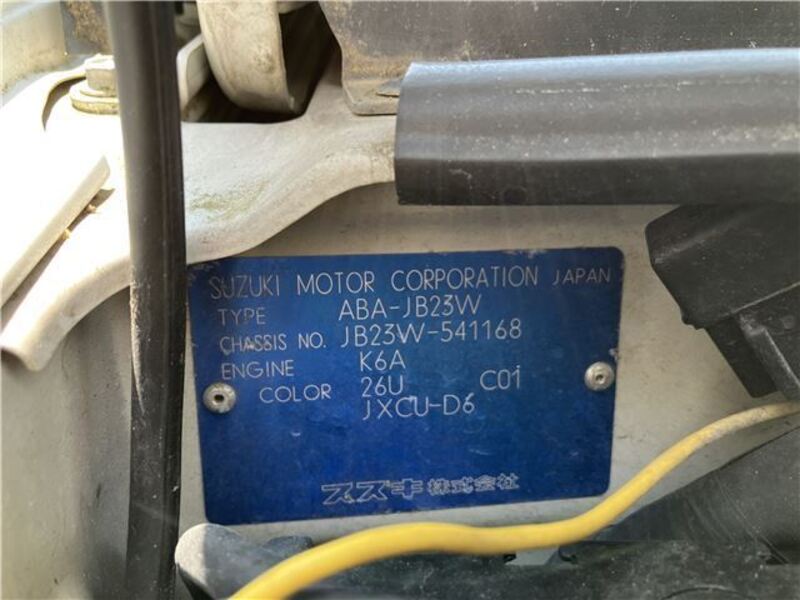 SUZUKI MOTOR CORPORATION JAPAN
TYPE ABA-JB23W
CHASSIS NO. JB23W-541168
ENGINE K6A
COLOR 26U C01
JXCU-D6
スズキ株式会社